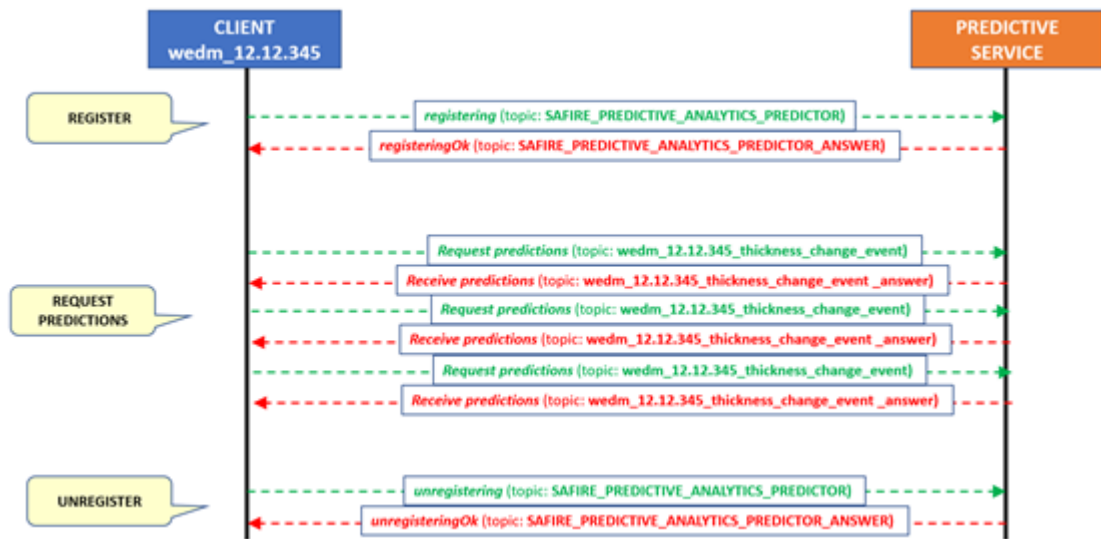 CLIENT
wedm_12.12.345
PREDICTIVE
SERVICE
REGISTER
registering (topic: SAFIRE_PREDICTIVE_ANALYTICS_PREDICTOR)
registeringOk (topic: SAFIRE_PREDICTIVE_ANALYTICS_PREDICTOR_ANSWER)
REQUEST
PREDICTIONS
Request predictions (topic: wedm_12.12.345_thickness_change_event)
Receive predictions (topic: wedm_12.12.345_thickness_change_event _answer)
Request predictions (topic: wedm_12.12.345_thickness_change_event)
Receive predictions (topic: wedm_12.12.345_thickness_change_event _answer)
Request predictions (topic: wedm_12.12.345_thickness_change_event)
Receive predictions (topic: wedm_12.12.345_thickness_change_event _answer)
UNREGISTER
unregistering (topic: SAFIRE_PREDICTIVE_ANALYTICS_PREDICTOR)
unregisteringOk (topic: SAFIRE_PREDICTIVE_ANALYTICS_PREDICTOR_ANSWER)